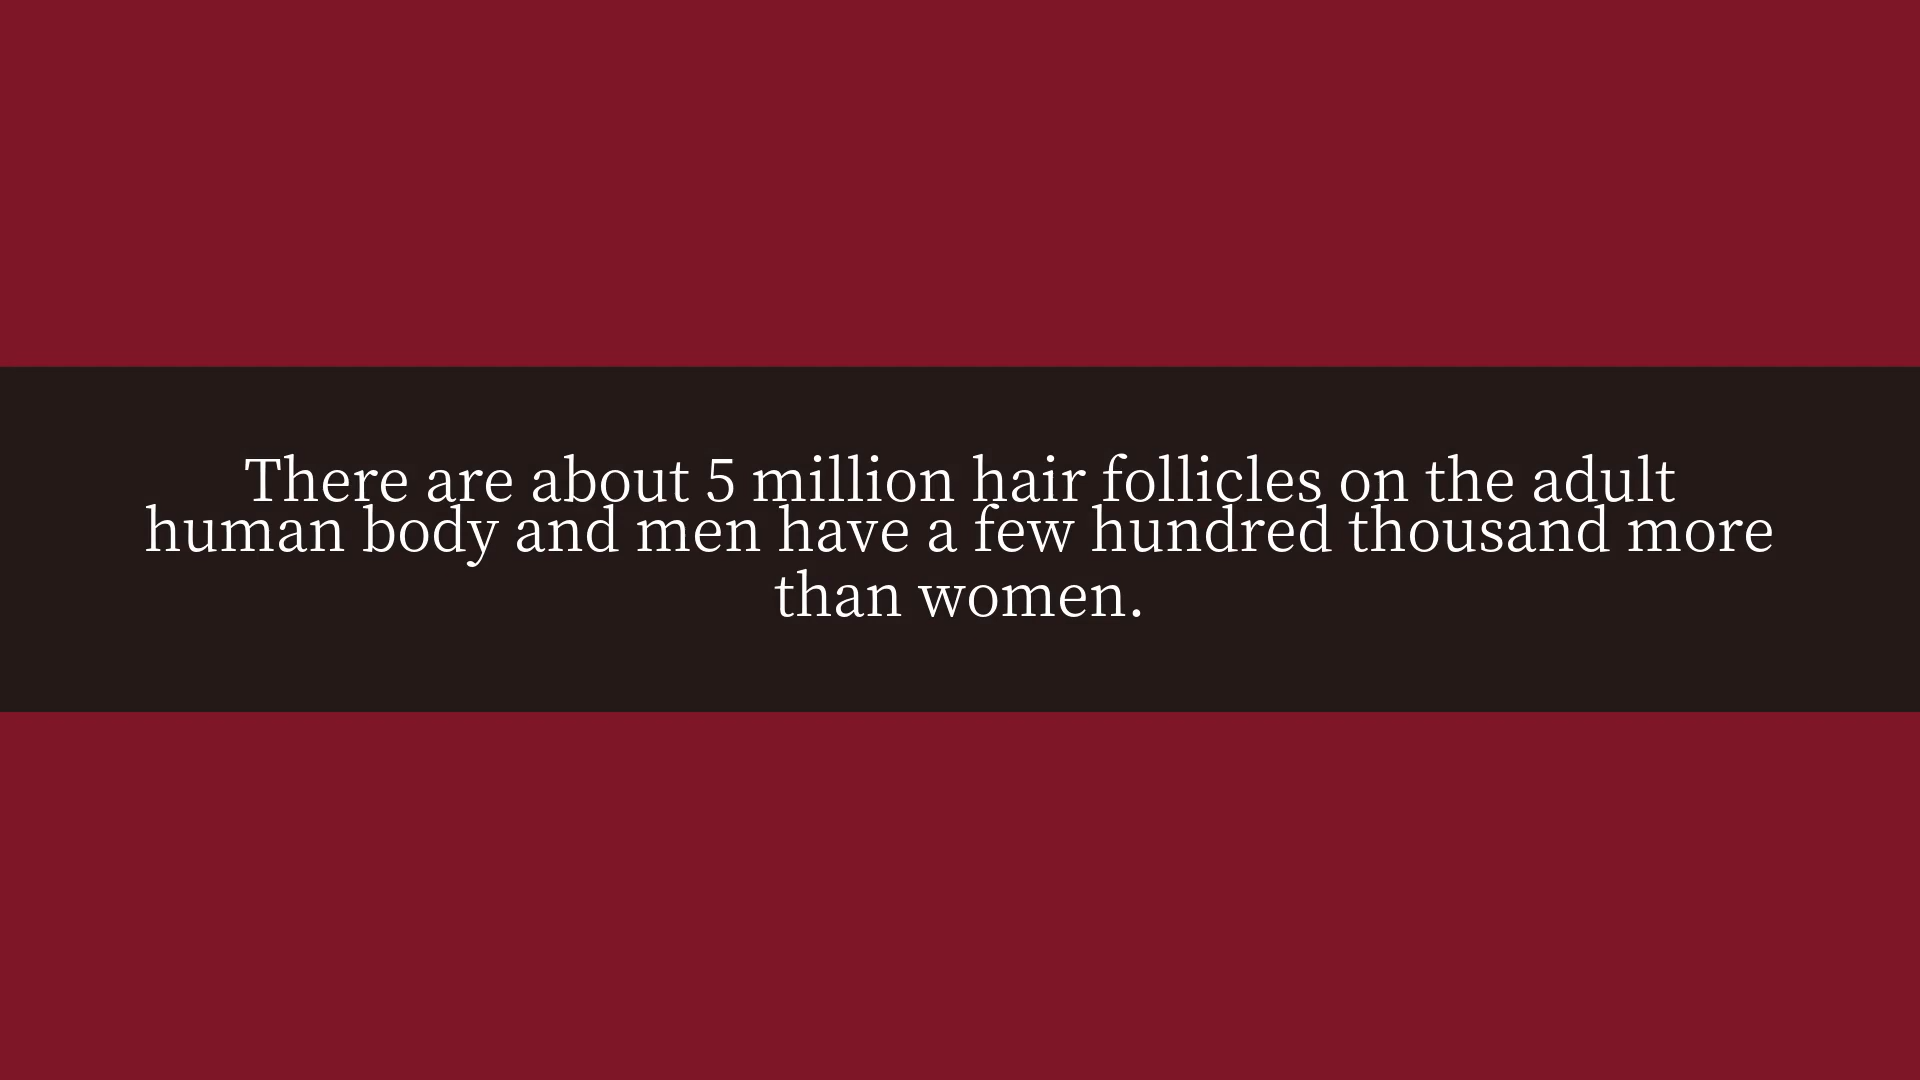 There are about 5 million hair follicles on the adult
human body and men have a few hundred thousand more
than women.